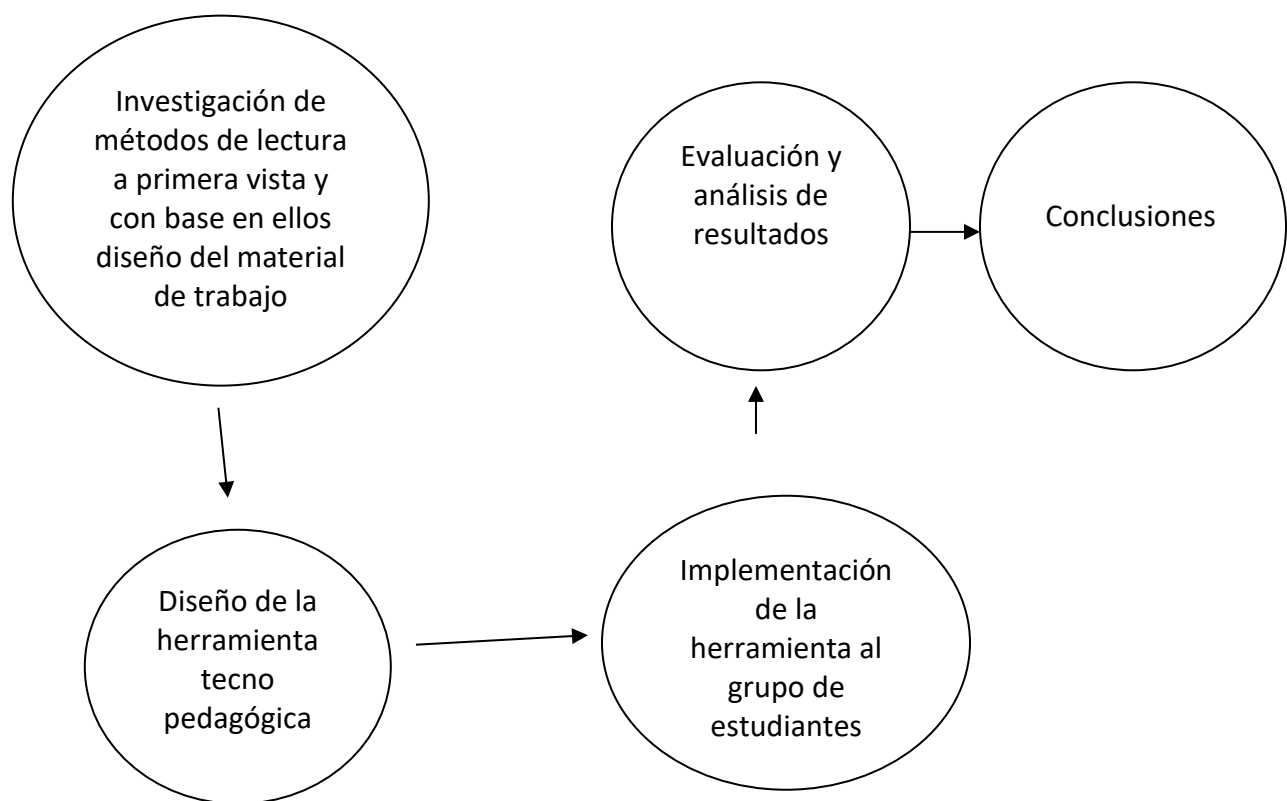 Investigación de
métodos de lectura
a primera vista y
con base en ellos
diseño del material
de trabajo
Diseño de la
herramienta
tecno
pedagógica
Implementación
de la
herramienta al
grupo de
estudiantes
Evaluación y
análisis de
resultados
Conclusiones